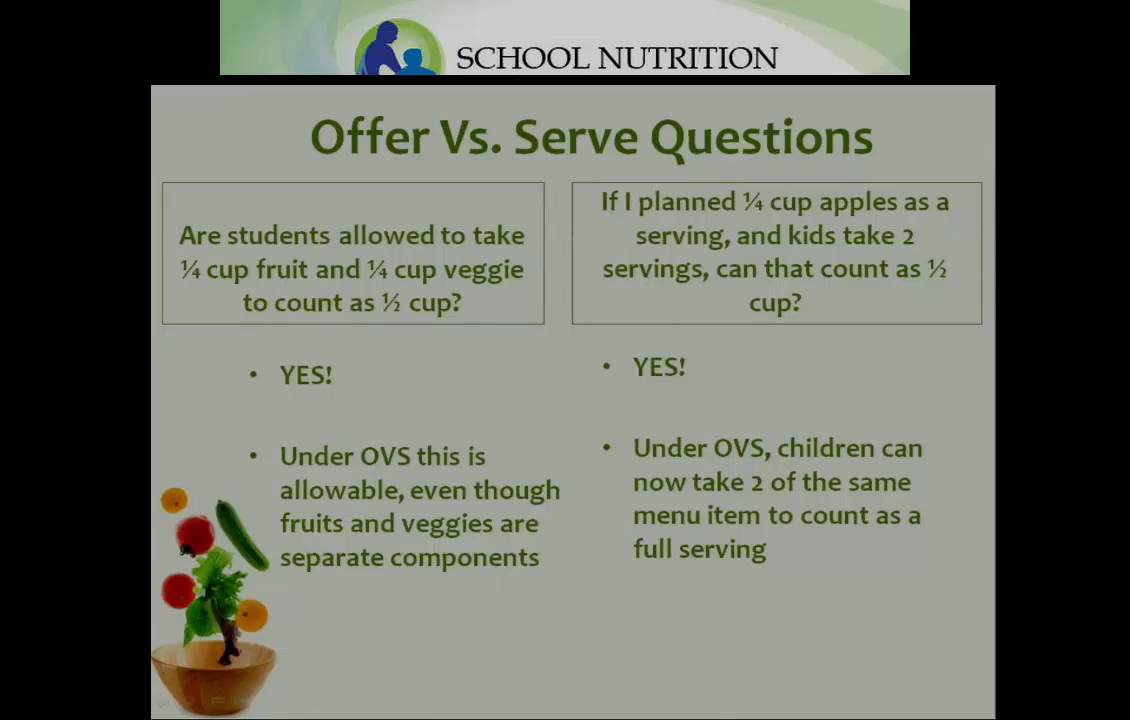 SCHOOL NUTRITION
Offer Vs. Serve Questions
Are students allowed to take
¼ cup fruit and ¼ cup veggie
to count as ½ cup?
• YES!
• Under OVS this is
allowable, even though
fruits and veggies are
separate components
If I planned ¼ cup apples as a
serving, and kids take 2
servings, can that count as ½
cup?
• YES!
• Under OVS, children can
now take 2 of the same
menu item to count as a
full serving